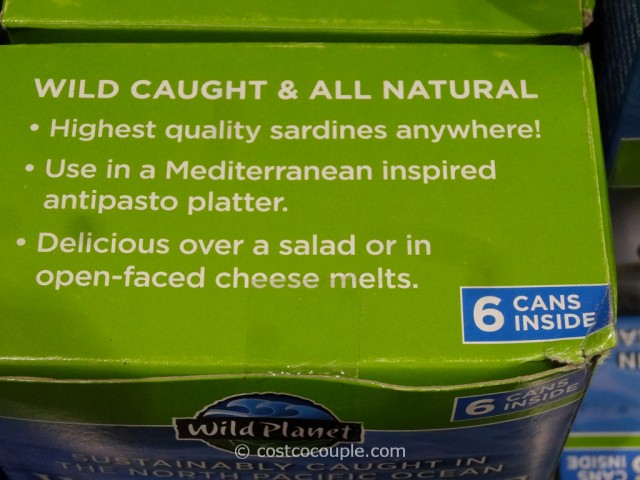 WILD CAUGHT & ALL NATURAL
• Highest quality sardines anywhere!
• Use in a Mediterranean inspired
antipasto platter.
• Delicious over a salad or in
open-faced cheese melts.
6 CANS
INSIDE
6 CANS
INSIDE
Wild Planet
© costcocouple.com
SUSTAINABLY CAUGHT IN
THE NORTH PACIFIC OCEAN